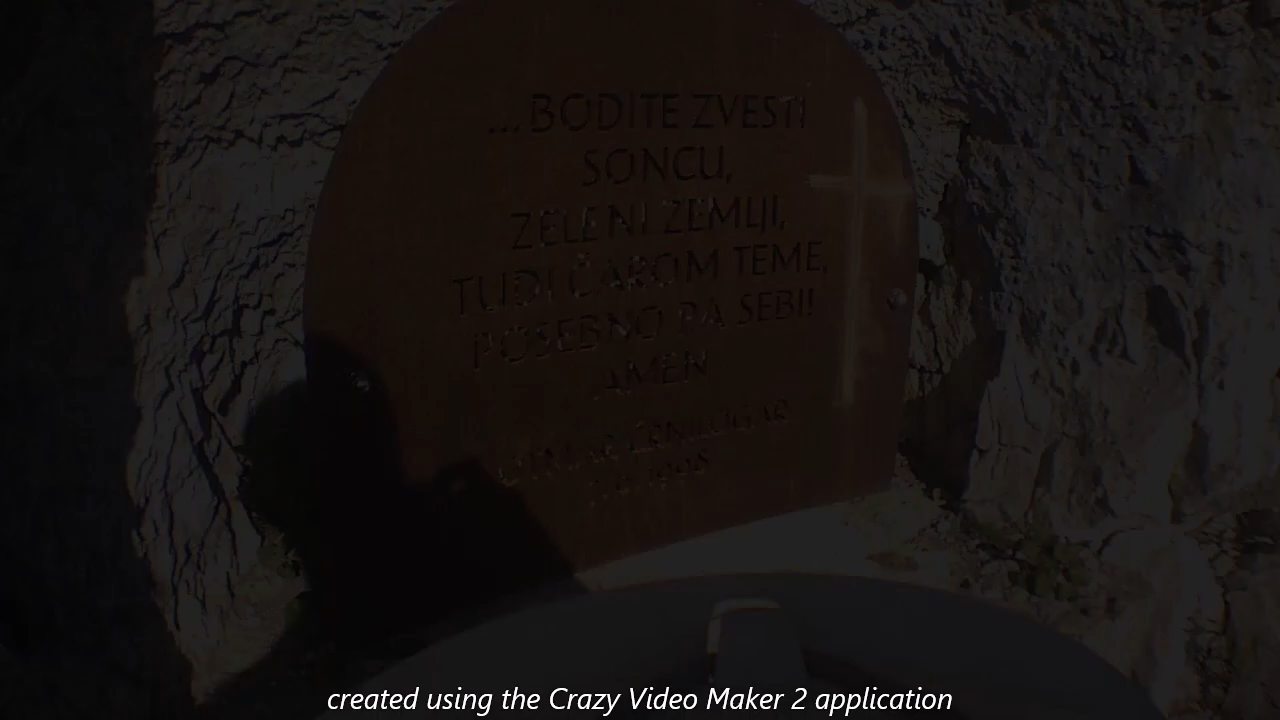 ...BODITE ZVESTI
SONCU,
ZELENI ZEMLJI,
TUDI ČAROM TEME,
POSEBNO PA SEBI!
AMEN
ČRNILOGAR
created using the Crazy Video Maker 2 application